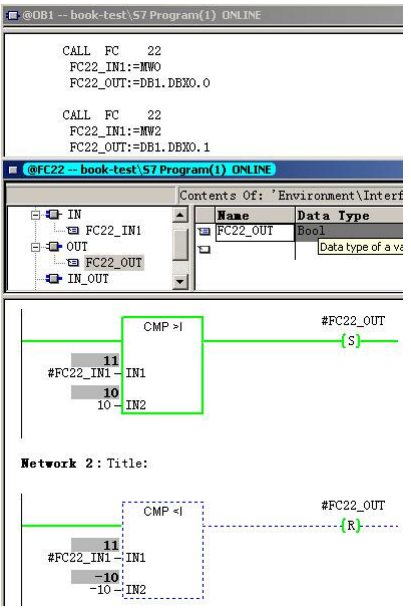 @OB1 -- book-test\S7 Program(1) ONLINE
CALL FC 22
FC22_IN1:=MW0
FC22_OUT:=DB1.DBX0.0
CALL FC 22
FC22_IN1:=MW2
FC22_OUT:=DB1.DBX0.1
@FC22 -- book-test\S7 Program(1) ONLINE
Contents Of: 'Environment\Interf
IN
FC22_IN1
OUT
FC22_OUT
IN_OUT
Name Data Type
FC22_OUT Bool
Data type of a va
CMP >I
#FC22_OUT
(S)
11
#FC22_IN1 IN1
10
10 IN2
Network 2: Title:
CMP <I
#FC22_OUT
(R)
11
#FC22_IN1 IN1
-10
-10 IN2